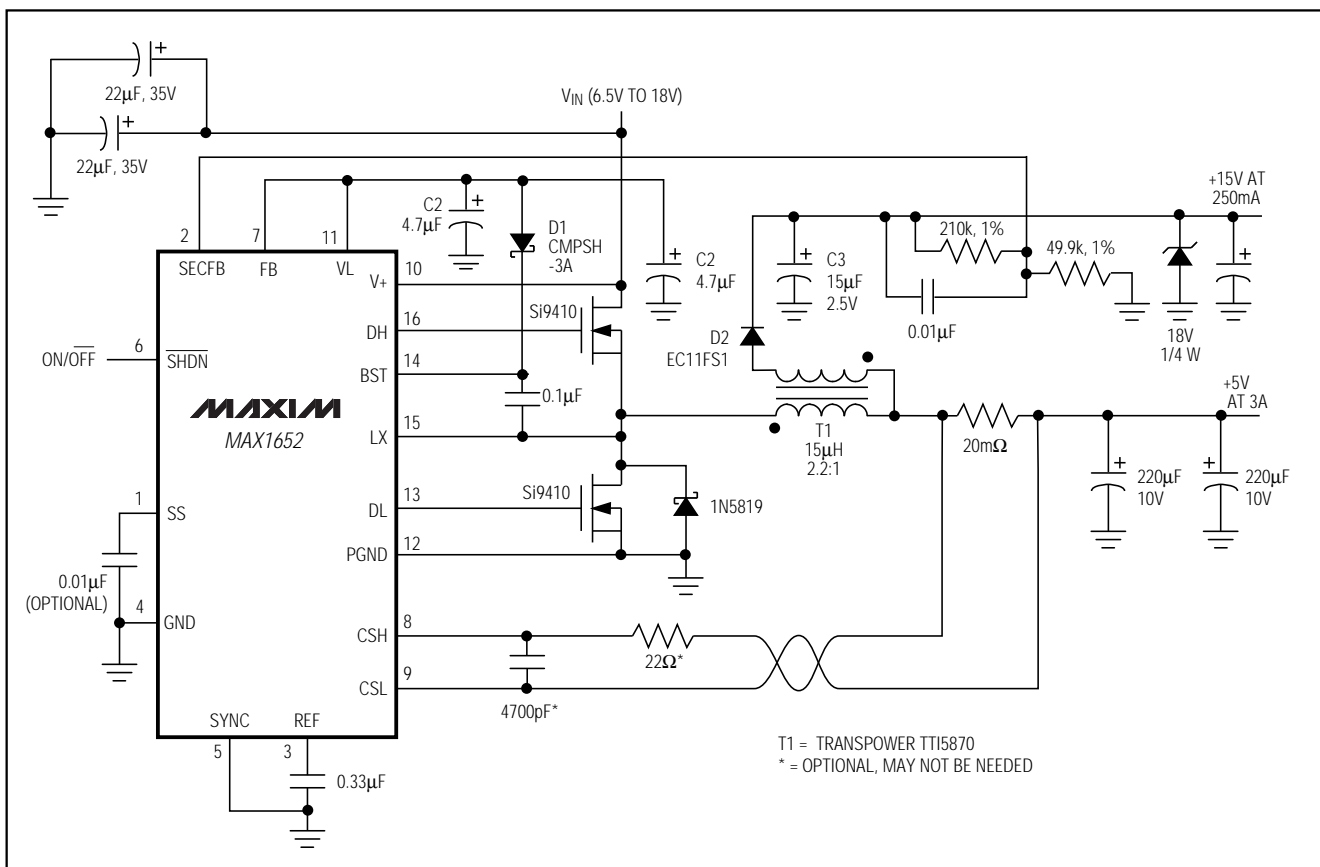 +
22μF, 35V
+
22μF, 35V
VIN (6.5V TO 18V)
+15V AT
250mA
2
7
11
C2
4.7μF
+
D1
CMPSH
-3A
+
C2
4.7μF
+
C3
15μF
2.5V
210k, 1%
49.9k, 1%
0.01μF
18V
1/4 W
+
SECFB
FB
VL
V+
10
Si9410
DH
16
D2
EC11FS1
ON/OFF
6
SHDN
BST
14
0.1μF
MAXIM
MAX1652
LX
15
T1
15μH
2.2:1
20mΩ
+5V
AT 3A
+
220μF
10V
+
220μF
10V
1
SS
Si9410
DL
13
1N5819
PGND
12
0.01μF
(OPTIONAL)
4
GND
CSH
8
22Ω*
CSL
9
4700pF*
SYNC
REF
5
3
0.33μF
T1 = TRANSPOWER TTI5870
* = OPTIONAL, MAY NOT BE NEEDED